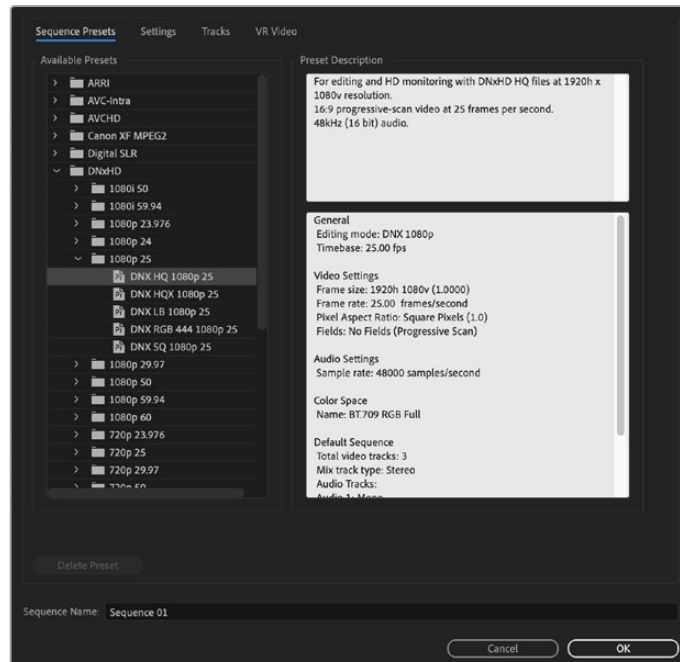 Sequence Presets Settings Tracks VR Video
Available Presets
ARRI
AVC-Intra
AVCHD
Canon XF MPEG2
Digital SLR
DNxHD
1080i 50
1080i 59.94
1080p 23.976
1080p 24
1080p 25
DNX HQ 1080p 25
DNX HQX 1080p 25
DNX LB 1080p 25
DNX RGB 444 1080p 25
DNX SQ 1080p 25
1080p 29.97
1080p 50
1080p 59.94
1080p 60
720p 23.976
720p 25
720p 29.97
720p 50
Delete Preset
Preset Description
For editing and HD monitoring with DNxHD HQ files at 1920h x
1080v resolution.
16:9 progressive-scan video at 25 frames per second.
48kHz (16 bit) audio.
General
Editing mode: DNX 1080p
Timebase: 25.00 fps
Video Settings
Frame size: 1920h 1080v (1.0000)
Frame rate: 25.00 frames/second
Pixel Aspect Ratio: Square Pixels (1.0)
Fields: No Fields (Progressive Scan)
Audio Settings
Sample rate: 48000 samples/second
Color Space
Name: BT.709 RGB Full
Default Sequence
Total video tracks: 3
Mix track type: Stereo
Audio Tracks:
Audio 1: Mono
Sequence Name: Sequence 01
Cancel OK